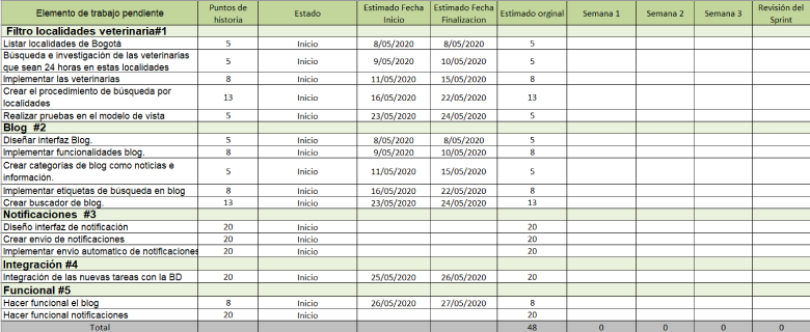 Elemento de trabajo pendiente Puntos de historia Estado Estimado Fecha Inicio Estimado Fecha Finalizacion Estimado orginal Semana 1 Semana 2 Semana 3 Revisión del Sprint
Filtro localidades veterinaria#1
Listar localidades de Bogotá 5 Inicio 8/05/2020 8/05/2020 5
Búsqueda e investigación de las veterinarias
que sean 24 horas en estas localidades 5 Inicio 9/05/2020 10/05/2020 5
Implementar las veterinarias 8 Inicio 11/05/2020 15/05/2020 8
Crear el procedimiento de búsqueda por
localidades 13 Inicio 16/05/2020 22/05/2020 13
Realizar pruebas en el modelo de vista 5 Inicio 23/05/2020 24/05/2020 5
Blog #2
Diseñar interfaz Blog. 5 Inicio 8/05/2020 8/05/2020 5
Implementar funcionalidades blog. 8 Inicio 9/05/2020 10/05/2020 8
Crear categorías de blog como noticias e
información. 5 Inicio 11/05/2020 15/05/2020 5
Implementar etiquetas de búsqueda en blog 8 Inicio 16/05/2020 22/05/2020 8
Crear buscador de blog. 13 Inicio 23/05/2020 24/05/2020 13
Notificaciones #3
Diseño interfaz de notificación 20 Inicio 20
Crear envio de notificaciones 20 Inicio 20
Implementar envio automatico de notificaciones 20 Inicio 20
Integración #4
Integración de las nuevas tareas con la BD 20 Inicio 25/05/2020 26/05/2020 20
Funcional #5
Hacer funcional el blog 8 Inicio 26/05/2020 27/05/2020 8
Hacer funcional notificaciones 20 Inicio 20
Total 48 0 0 0 0